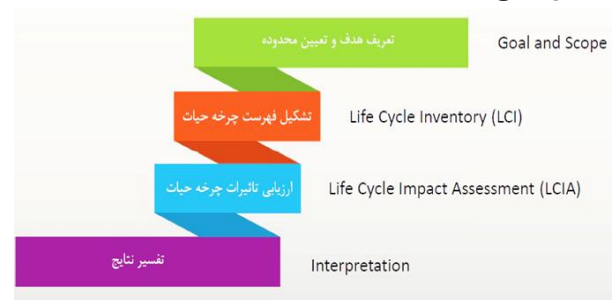 تعریف هدف و تعیین محدوده
Goal and Scope
تشکیل فهرست چرخه حیات
Life Cycle Inventory (LCI)
ارزیابی تاثیرات چرخه حیات
Life Cycle Impact Assessment (LCIA)
تفسیر نتایج
Interpretation